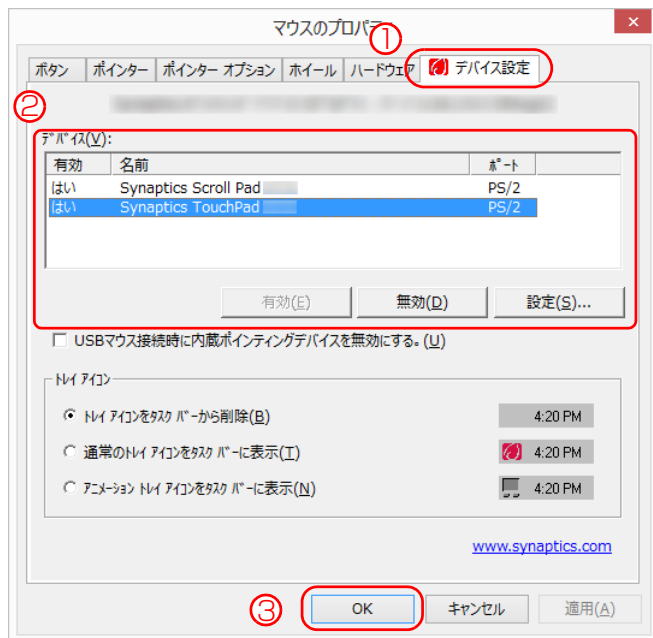 マウスのプロパティ
①
ボタン ポインター ポインター オプション ホイール ハードウェア デバイス設定
②
デバイス(V):
有効 名前 ポート
はい Synaptics Scroll Pad PS/2
はい Synaptics TouchPad PS/2
有効(E) 無効(D) 設定(S)...
USBマウス接続時に内蔵ポインティングデバイスを無効にする。(U)
トレイ アイコン
トレイ アイコンをタスク バーから削除(B) 4:20 PM
通常のトレイ アイコンをタスク バーに表示(T) 4:20 PM
アニメーション トレイ アイコンをタスク バーに表示(N) 4:20 PM
www.synaptics.com
③ OK キャンセル 適用(A)